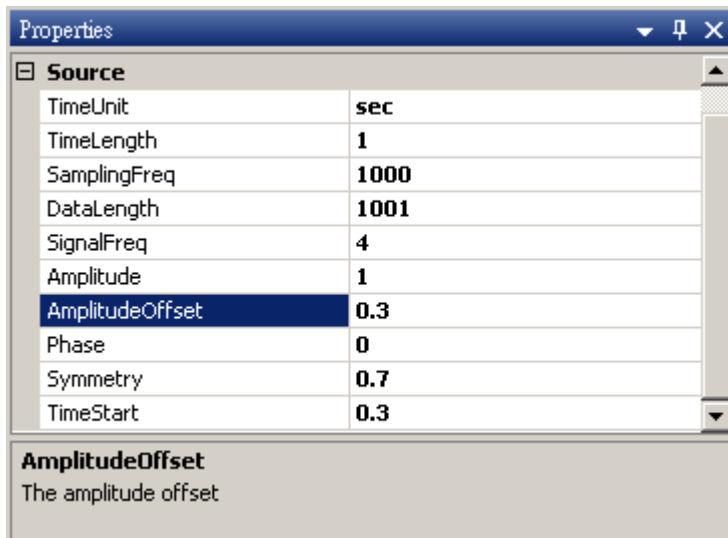 Properties
Source
TimeUnit sec
TimeLength 1
SamplingFreq 1000
DataLength 1001
SignalFreq 4
Amplitude 1
AmplitudeOffset 0.3
Phase 0
Symmetry 0.7
TimeStart 0.3
AmplitudeOffset
The amplitude offset